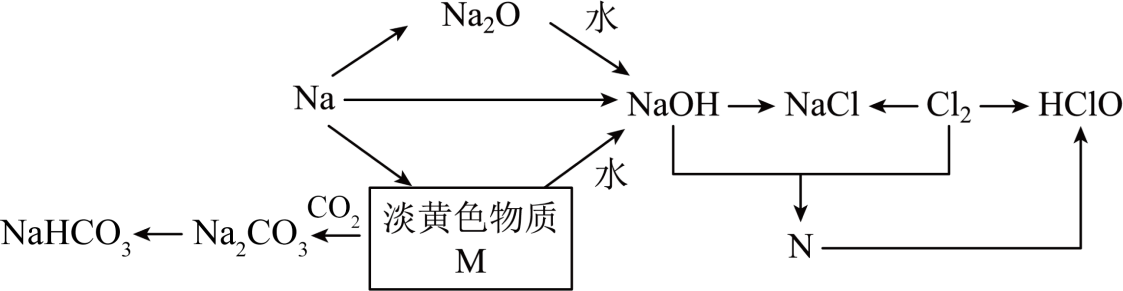 Na₂O 水
Na NaOH NaCl Cl₂ HClO
水
NaHCO₃ Na₂CO₃ CO₂ 淡黄色物质
M
N